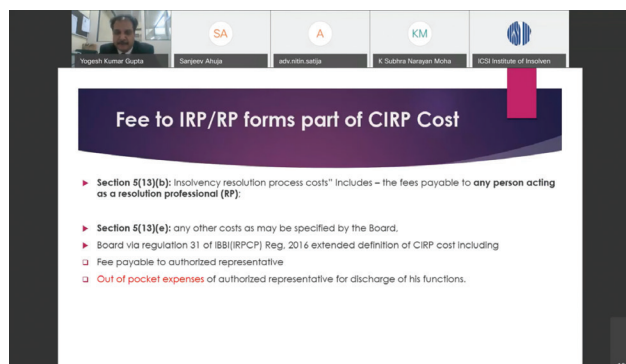 SA
A
KM
Yogesh Kumar Gupta
Sanjeev Ahuja
adv.nitin.satija
K Subhra Narayan Moha
ICSI Institute of Insolven
Fee to IRP/RP forms part of CIRP Cost
Section 5(13)(b): Insolvency resolution process costs" Includes – the fees payable to any person acting
as a resolution professional (RP);
Section 5(13)(e): any other costs as may be specified by the Board,
Board via regulation 31 of IBBI(IRPCP) Reg, 2016 extended definition of CIRP cost including
Fee payable to authorized representative
Out of pocket expenses of authorized representative for discharge of his functions.